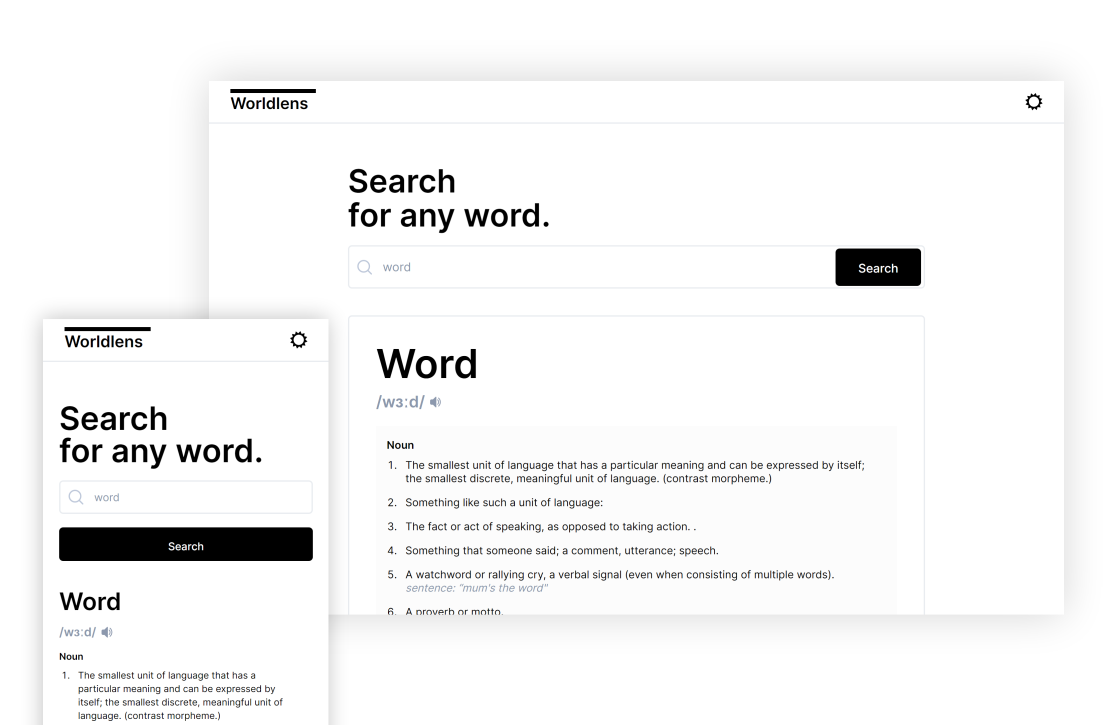 Worldlens
Search
for any word.
word
Search
Word
/wɜːd/
Noun
1. The smallest unit of language that has a particular meaning and can be expressed by itself;
the smallest discrete, meaningful unit of language. (contrast morpheme.)
2. Something like such a unit of language:
3. The fact or act of speaking, as opposed to taking action. .
4. Something that someone said; a comment, utterance; speech.
5. A watchword or rallying cry, a verbal signal (even when consisting of multiple words).
sentence: "mum's the word"
6. A proverb or motto.
Worldlens
Search
for any word.
word
Search
Word
/wɜːd/
Noun
1. The smallest unit of language that has a
particular meaning and can be expressed by
itself; the smallest discrete, meaningful unit of
language. (contrast morpheme.)